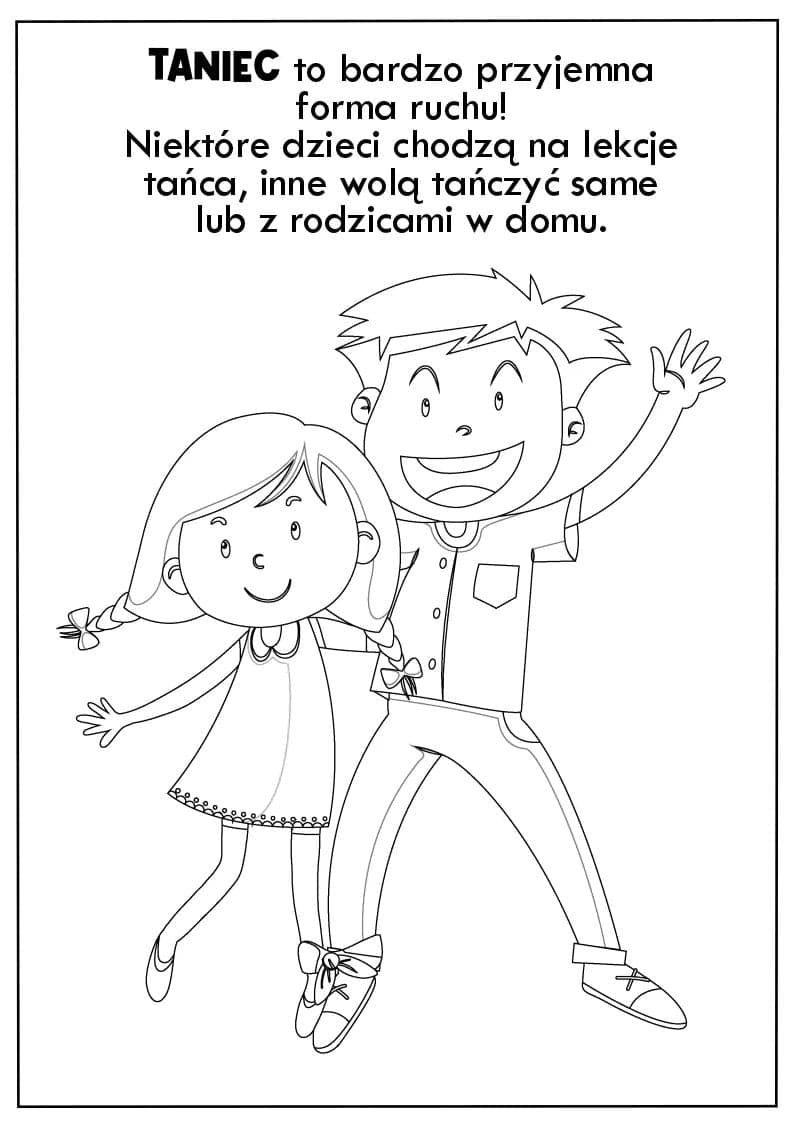 TANIEC to bardzo przyjemna
forma ruchu!
Niektóre dzieci chodzą na lekcje
tańca, inne wolą tańczyć same
lub z rodzicami w domu.